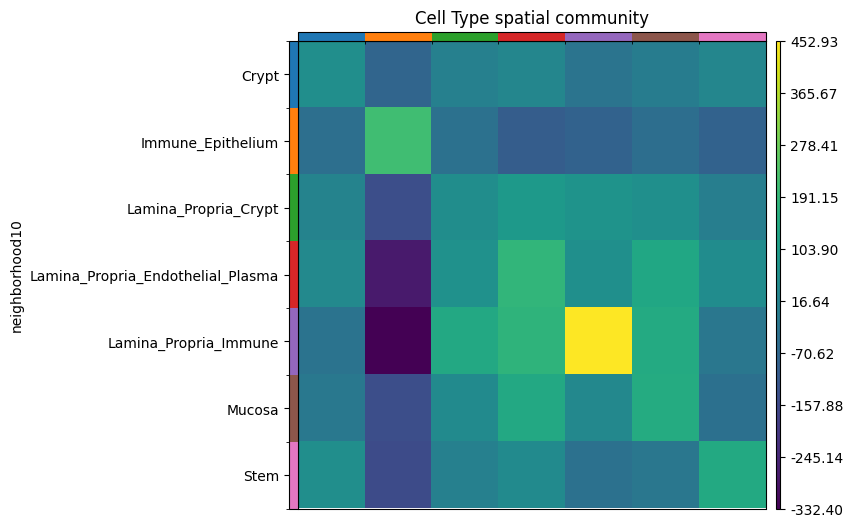 Cell Type spatial community
neighborhood10
Crypt
Immune_Epithelium
Lamina_Propria_Crypt
Lamina_Propria_Endothelial_Plasma
Lamina_Propria_Immune
Mucosa
Stem
452.93
365.67
278.41
191.15
103.90
16.64
-70.62
-157.88
-245.14
-332.40